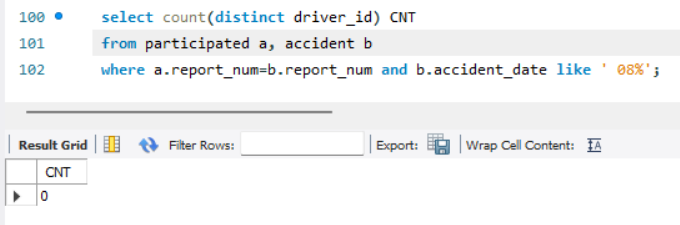 100 select count(distinct driver_id) CNT
101 from participated a, accident b
102 where a.report_num=b.report_num and b.accident_date like ' 08%';
Result Grid Filter Rows: Export: Wrap Cell Content: IA
CNT
0